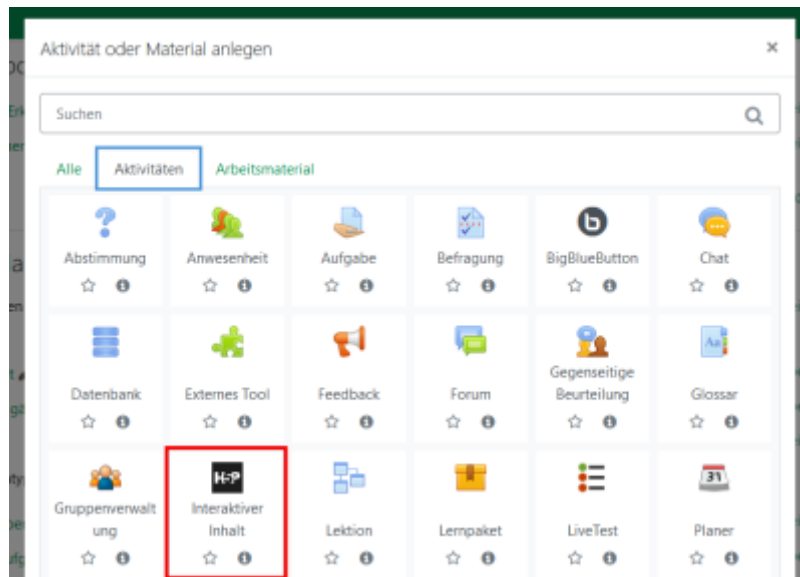 Aktivität oder Material anlegen ×
Suchen
Alle Aktivitäten Arbeitsmaterial
Abstimmung Anwesenheit Aufgabe Befragung BigBlueButton Chat
Gegenseitige
Datenbank Externes Tool Feedback Forum Beurteilung Glossar
H-P
Gruppenverwalt Interaktiver
ung Inhalt Lektion Lernpaket LiveTest Planer